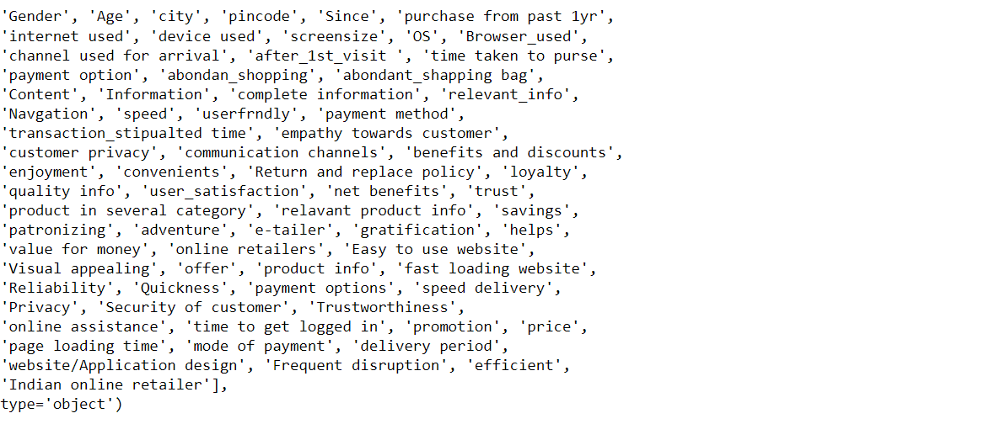 'Gender', 'Age', 'city', 'pincode', 'Since', 'purchase from past 1yr',
'internet used', 'device used', 'screensize', 'OS', 'Browser_used',
'channel used for arrival', 'after_1st_visit ', 'time taken to purse',
'payment option', 'abondan_shopping', 'abondant_shapping bag',
'Content', 'Information', 'complete information', 'relevant_info',
'Navgation', 'speed', 'userfrndly', 'payment method',
'transaction_stipualted time', 'empathy towards customer',
'customer privacy', 'communication channels', 'benefits and discounts',
'enjoyment', 'convenients', 'Return and replace policy', 'loyalty',
'quality info', 'user_satisfaction', 'net benefits', 'trust',
'product in several category', 'relavant product info', 'savings',
'patronizing', 'adventure', 'e-tailer', 'gratification', 'helps',
'value for money', 'online retailers', 'Easy to use website',
'Visual appealing', 'offer', 'product info', 'fast loading website',
'Reliability', 'Quickness', 'payment options', 'speed delivery',
'Privacy', 'Security of customer', 'Trustworthiness',
'online assistance', 'time to get logged in', 'promotion', 'price',
'page loading time', 'mode of payment', 'delivery period',
'website/Application design', 'Frequent disruption', 'efficient',
'Indian online retailer'],
type='object')